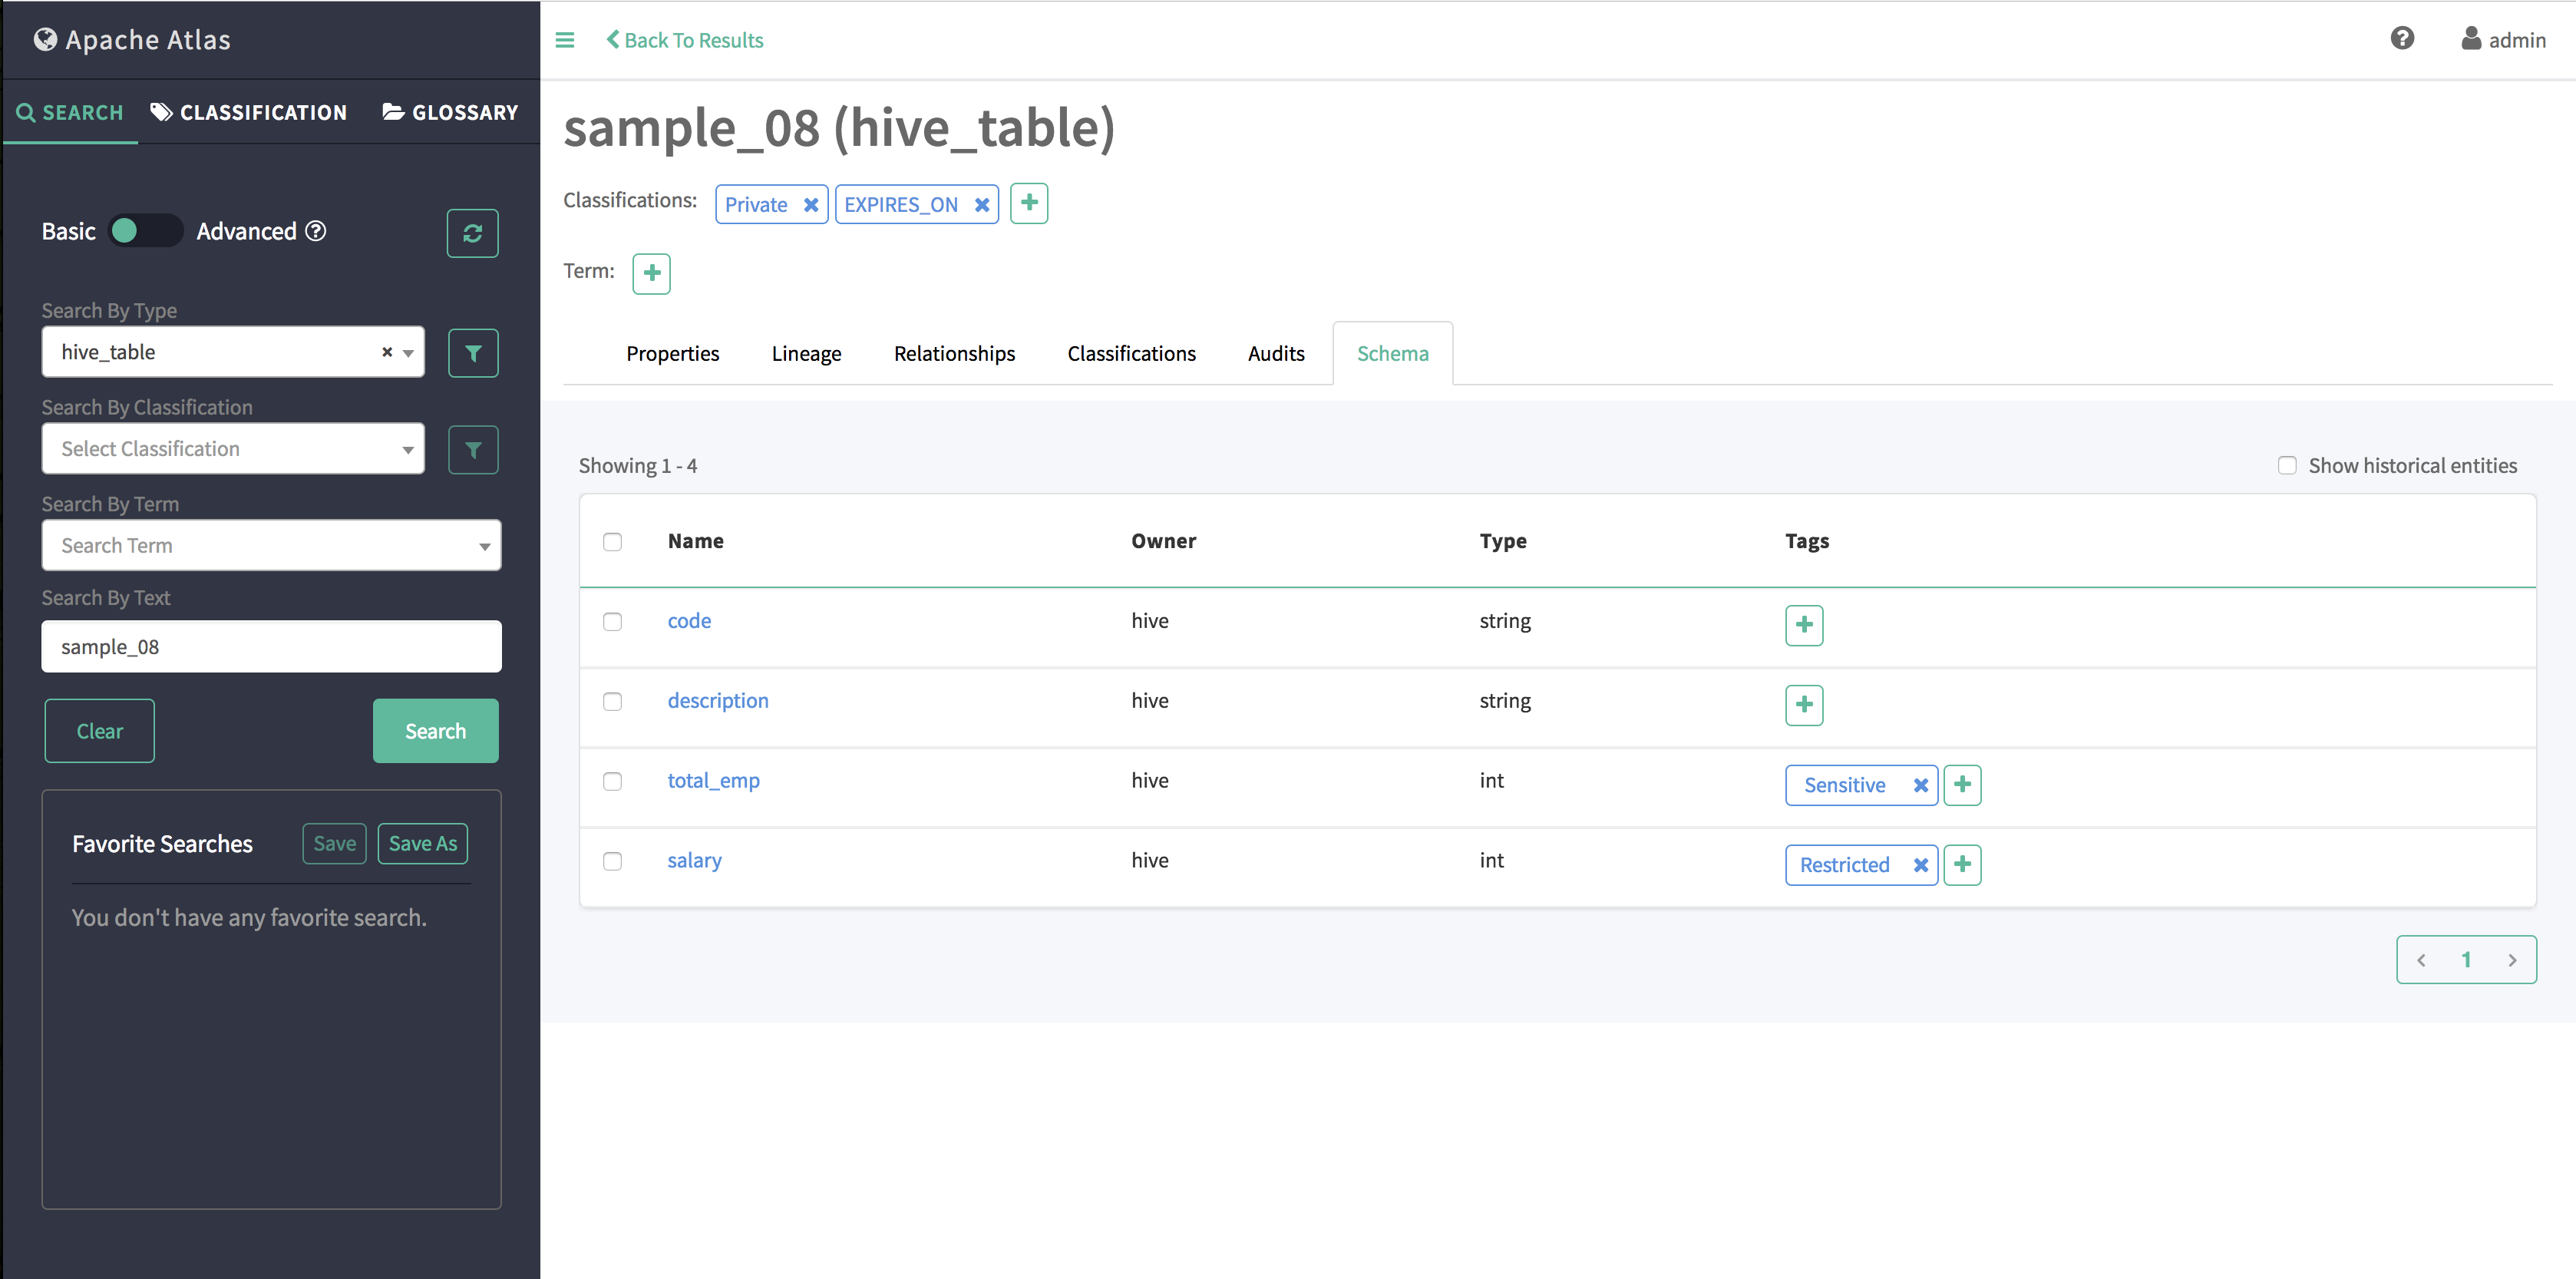 Apache Atlas
SEARCH CLASSIFICATION GLOSSARY
Basic Advanced
Search By Type
hive_table
Search By Classification
Select Classification
Search By Term
Search Term
Search By Text
sample_08
Clear Search
Favorite Searches Save Save As
You don't have any favorite search.
Back To Results admin
sample_08 (hive_table)
Classifications: Private EXPIRES_ON
Term:
Properties Lineage Relationships Classifications Audits Schema
Showing 1 - 4 Show historical entities
Name Owner Type Tags
code hive string
description hive string
total_emp hive int Sensitive
salary hive int Restricted
1